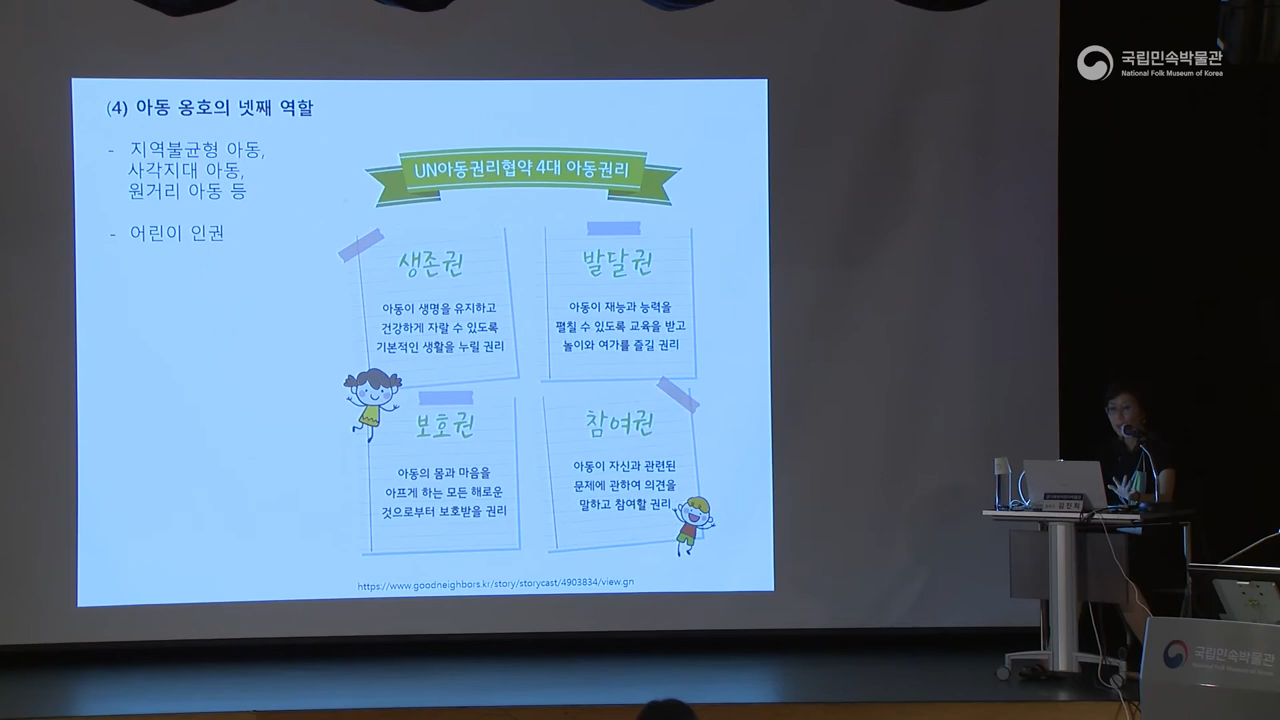 국립민속박물관
National Folk Museum of Korea
(4) 아동 옹호의 넷째 역할
- 지역불균형 아동,
사각지대 아동,
원거리 아동 등
- 어린이 인권
UN아동권리협약 4대 아동권리
생존권
아동이 생명을 유지하고
건강하게 자랄 수 있도록
기본적인 생활을 누릴 권리
발달권
아동이 재능과 능력을
펼칠 수 있도록 교육을 받고
놀이와 여가를 즐길 권리
보호권
아동의 몸과 마음을
아프게 하는 모든 해로운
것으로부터 보호받을 권리
참여권
아동이 자신과 관련된
문제에 관하여 의견을
말하고 참여할 권리
https://www.goodneighbors.kr/story/storycast/4903834/view.gn
국립민속박물관
National Folk Museum of Korea